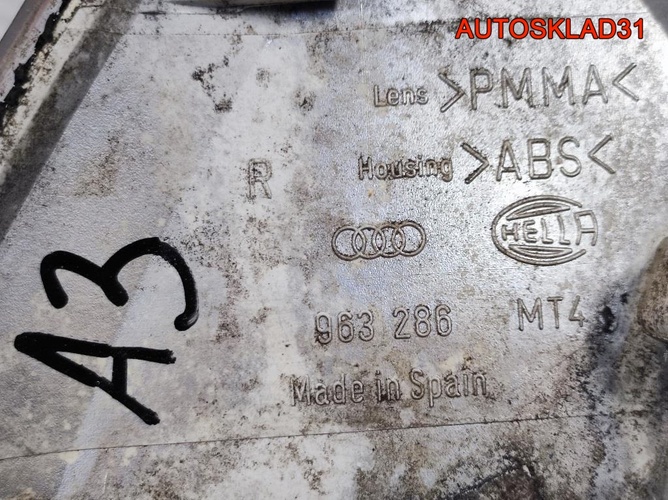 AUTOSKLAD31
Lens >PMMA<
R Housing >ABS<
HELLA
A3
963 286 MT4
Made in Spain